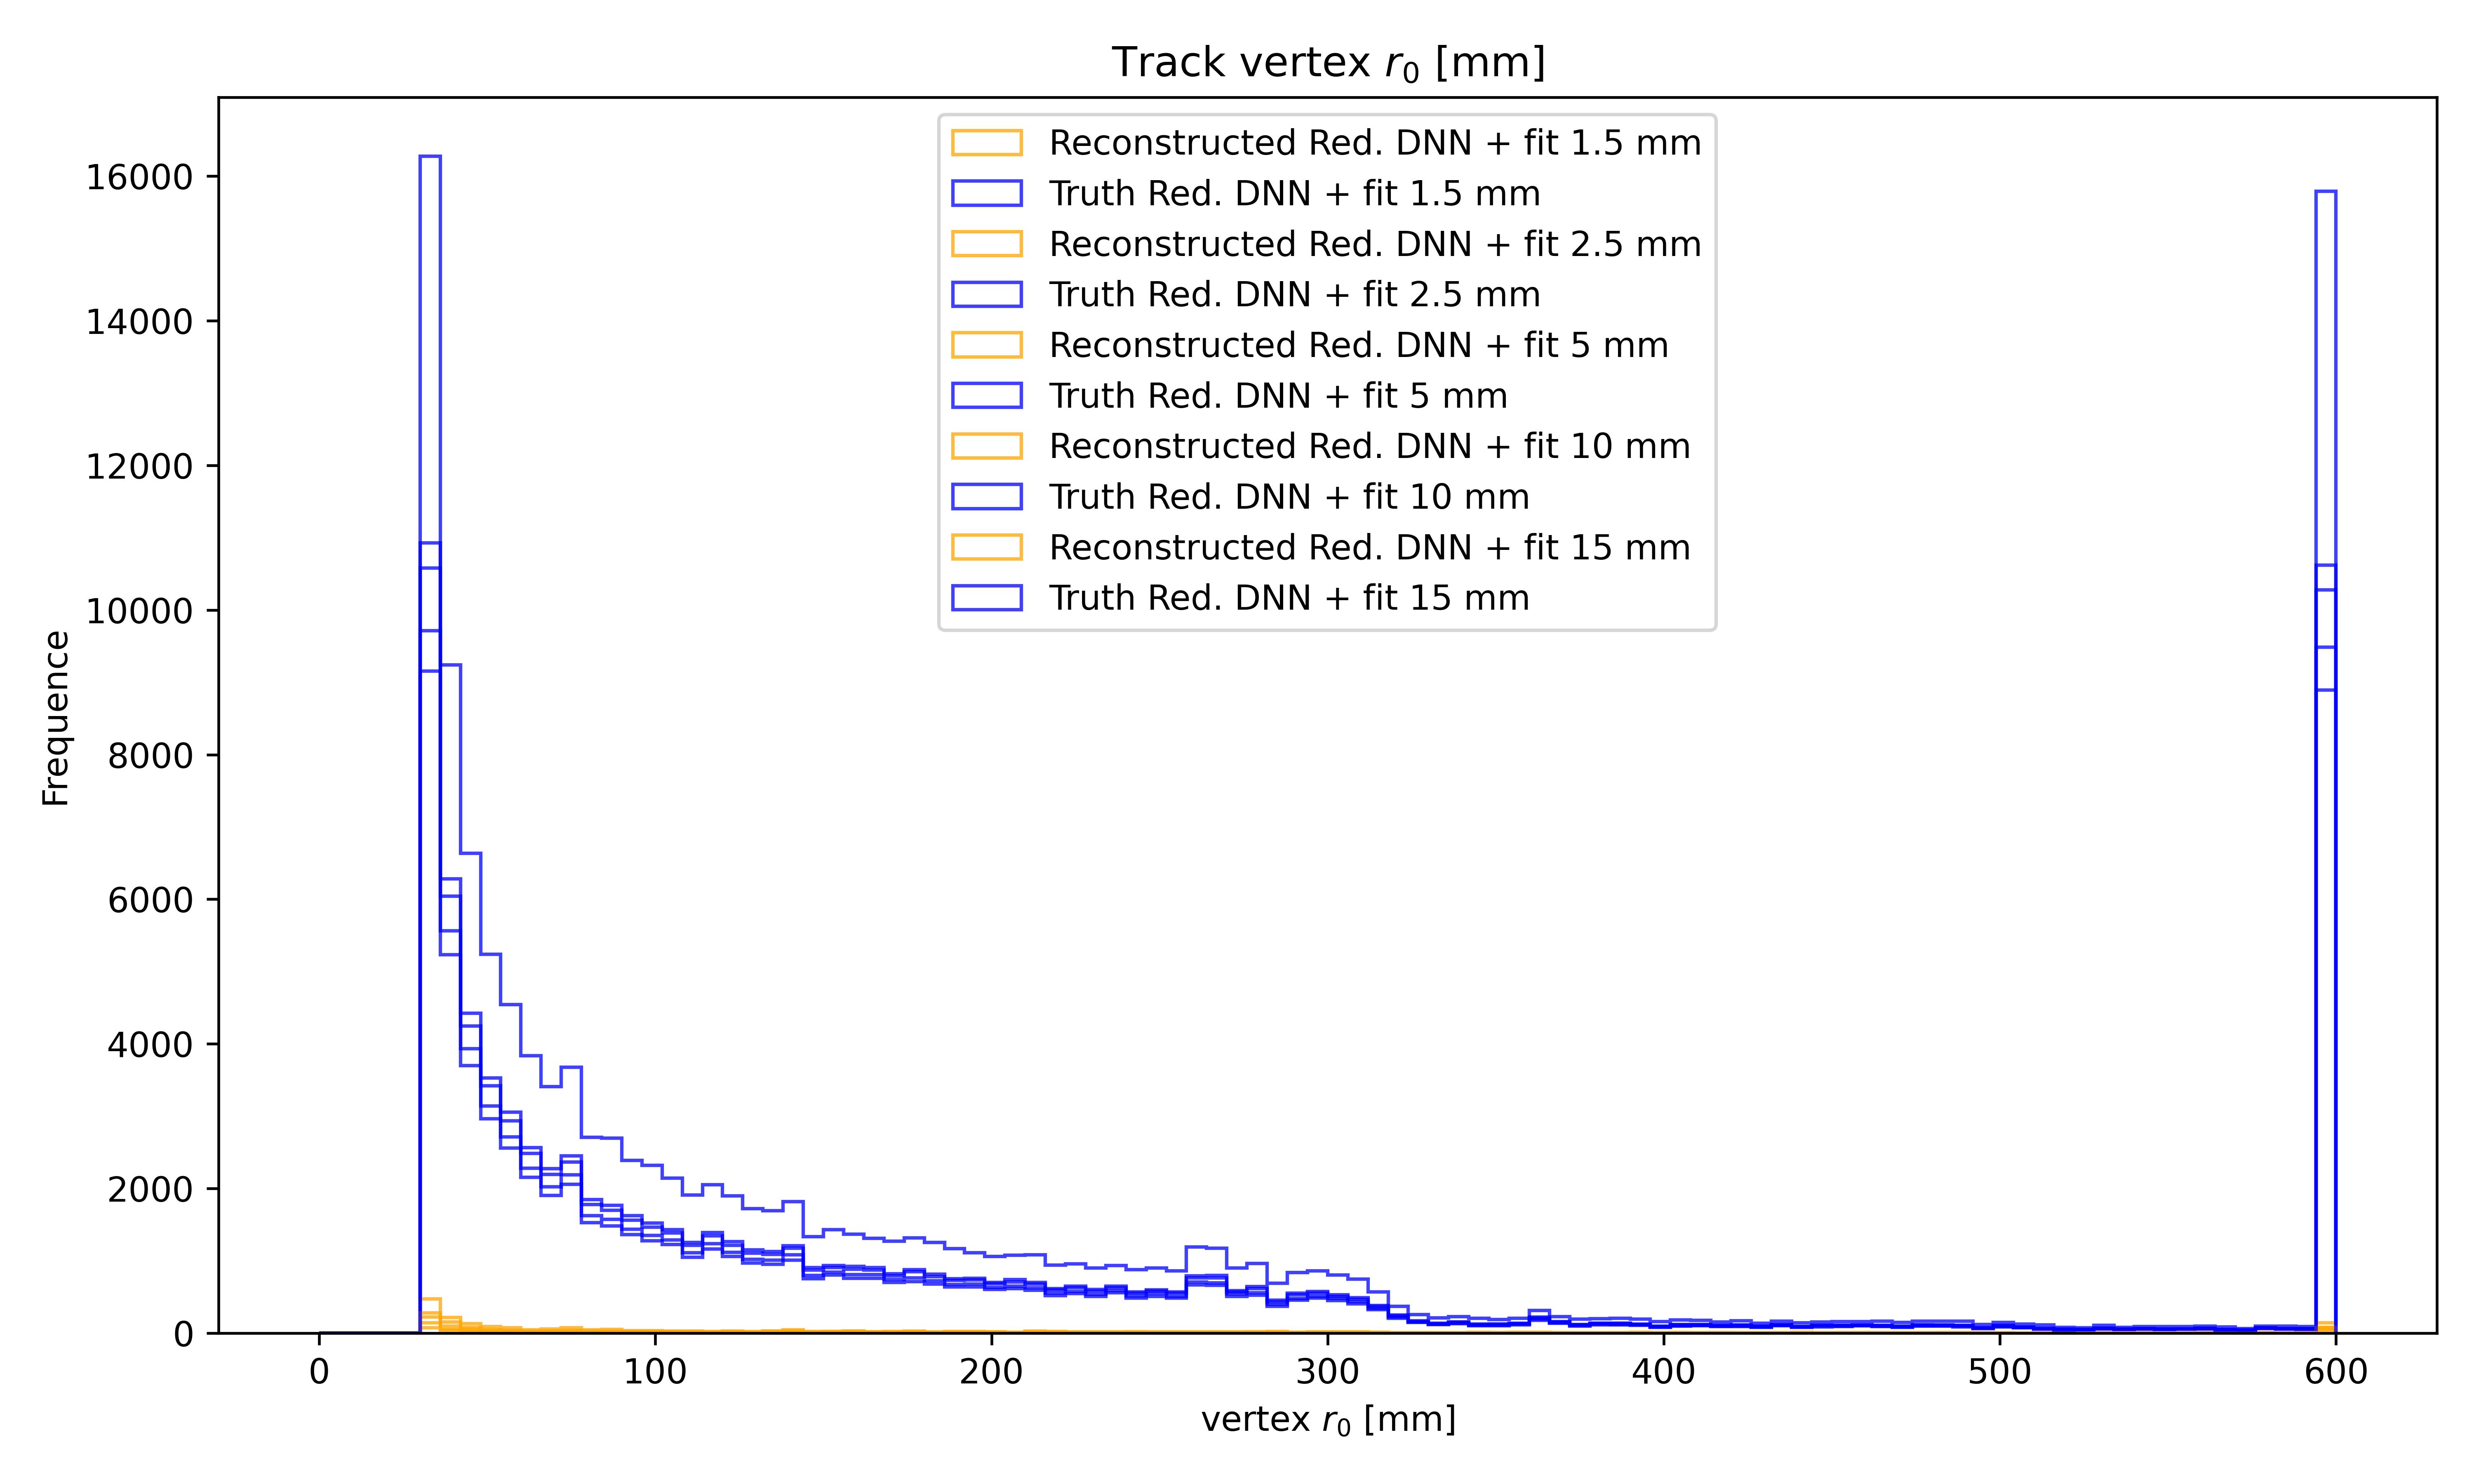 Track vertex r₀ [mm]
Reconstructed Red. DNN + fit 1.5 mm
Truth Red. DNN + fit 1.5 mm
Reconstructed Red. DNN + fit 2.5 mm
Truth Red. DNN + fit 2.5 mm
Reconstructed Red. DNN + fit 5 mm
Truth Red. DNN + fit 5 mm
Reconstructed Red. DNN + fit 10 mm
Truth Red. DNN + fit 10 mm
Reconstructed Red. DNN + fit 15 mm
Truth Red. DNN + fit 15 mm
Frequence
16000
14000
12000
10000
8000
6000
4000
2000
0
0 100 200 300 400 500 600
vertex r₀ [mm]